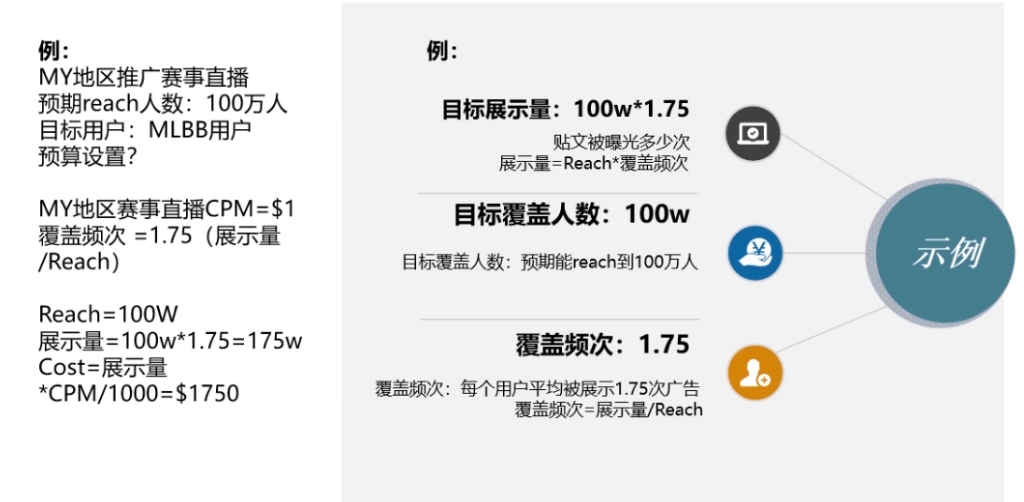 例：
MY地区推广赛事直播
预期reach人数：100万人
目标用户：MLBB用户
预算设置？
MY地区赛事直播CPM=$1
覆盖频次 =1.75（展示量
/Reach）
Reach=100W
展示量=100w*1.75=175w
Cost=展示量
*CPM/1000=$1750
例：
目标展示量：100w*1.75
贴文被曝光多少次
展示量=Reach*覆盖频次
目标覆盖人数：100w
目标覆盖人数：预期能reach到100万人
覆盖频次：1.75
覆盖频次：每个用户平均被展示1.75次广告
覆盖频次=展示量/Reach
¥
示例